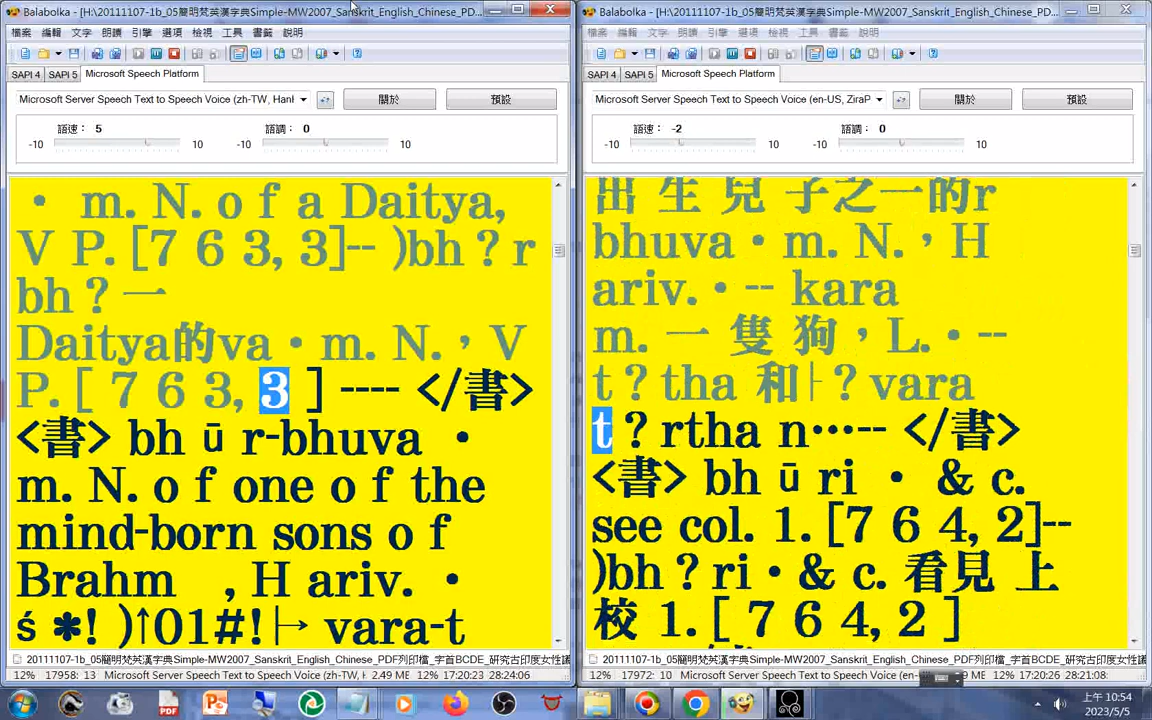 Balabolka - [H:\20111107-1b_05簡明梵英漢字典Simple-MW2007_Sanskrit_English_Chinese_PD...
檔案 編輯 文字 朗讀 引擎 選項 檢視 工具 書籤 說明
SAPI 4 SAPI 5 Microsoft Speech Platform
Microsoft Server Speech Text to Speech Voice (zh-TW, Hanl 關於 預設
語速： 5 語調： 0
-10 10 -10 10
• m. N. o f a Daitya,
V P. [7 6 3, 3]-- )bh？r
bh？一
Daitya的va•m. N.，V
P. [ 7 6 3, 3 ] ---- </書>
<書> bh ū r-bhuva •
m. N. o f one o f the
mind-born sons o f
Brahm , H ariv. •
ś ✱! )↑01#!├→ vara-t
20111107-1b_05簡明梵英漢字典Simple-MW2007_Sanskrit_English_Chinese_PDF列印檔_字首BCDE_研究古印度女性議
12% 17958: 13 Microsoft Server Speech Text to Speech Voice (zh-TW, H 2.49 ME 12% 17:20:23 28:24:06
Balabolka - [H:\20111107-1b_05簡明梵英漢字典Simple-MW2007_Sanskrit_English_Chinese_PD...
檔案 編輯 文字 朗讀 引擎 選項 檢視 工具 書籤 說明
SAPI 4 SAPI 5 Microsoft Speech Platform
Microsoft Server Speech Text to Speech Voice (en-US, ZiraP 關於 預設
語速： -2 語調： 0
-10 10 -10 10
出 生 兒 子之一的r
bhuva•m. N.，H
ariv.•-- kara
m. 一 隻 狗，L.•--
t？tha 和├？vara
t？rtha n…-- </書>
<書> bh ū ri • & c.
see col. 1. [7 6 4, 2]--
)bh？ri•& c. 看見 上
校 1. [ 7 6 4, 2 ]
20111107-1b_05簡明梵英漢字典Simple-MW2007_Sanskrit_English_Chinese_PDF列印檔_字首BCDE_研究古印度女性議
12% 17972: 10 Microsoft Server Speech Text to Speech Voice (en-US, 9 ME 12% 17:20:26 28:21:08
上午 10:54
2023/5/5